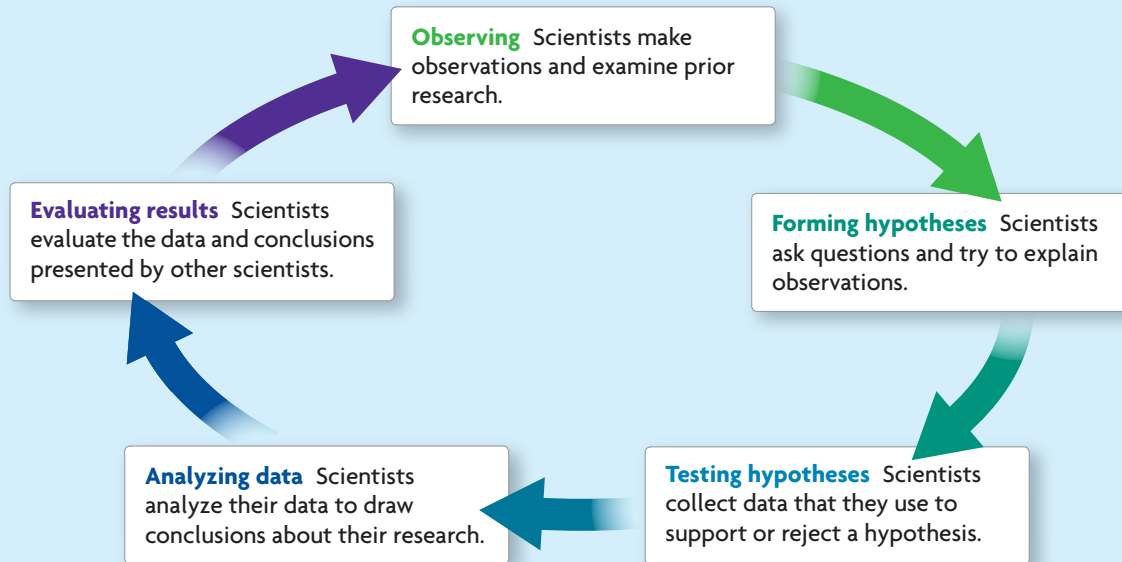 Observing Scientists make
observations and examine prior
research.
Forming hypotheses Scientists
ask questions and try to explain
observations.
Testing hypotheses Scientists
collect data that they use to
support or reject a hypothesis.
Analyzing data Scientists
analyze their data to draw
conclusions about their research.
Evaluating results Scientists
evaluate the data and conclusions
presented by other scientists.